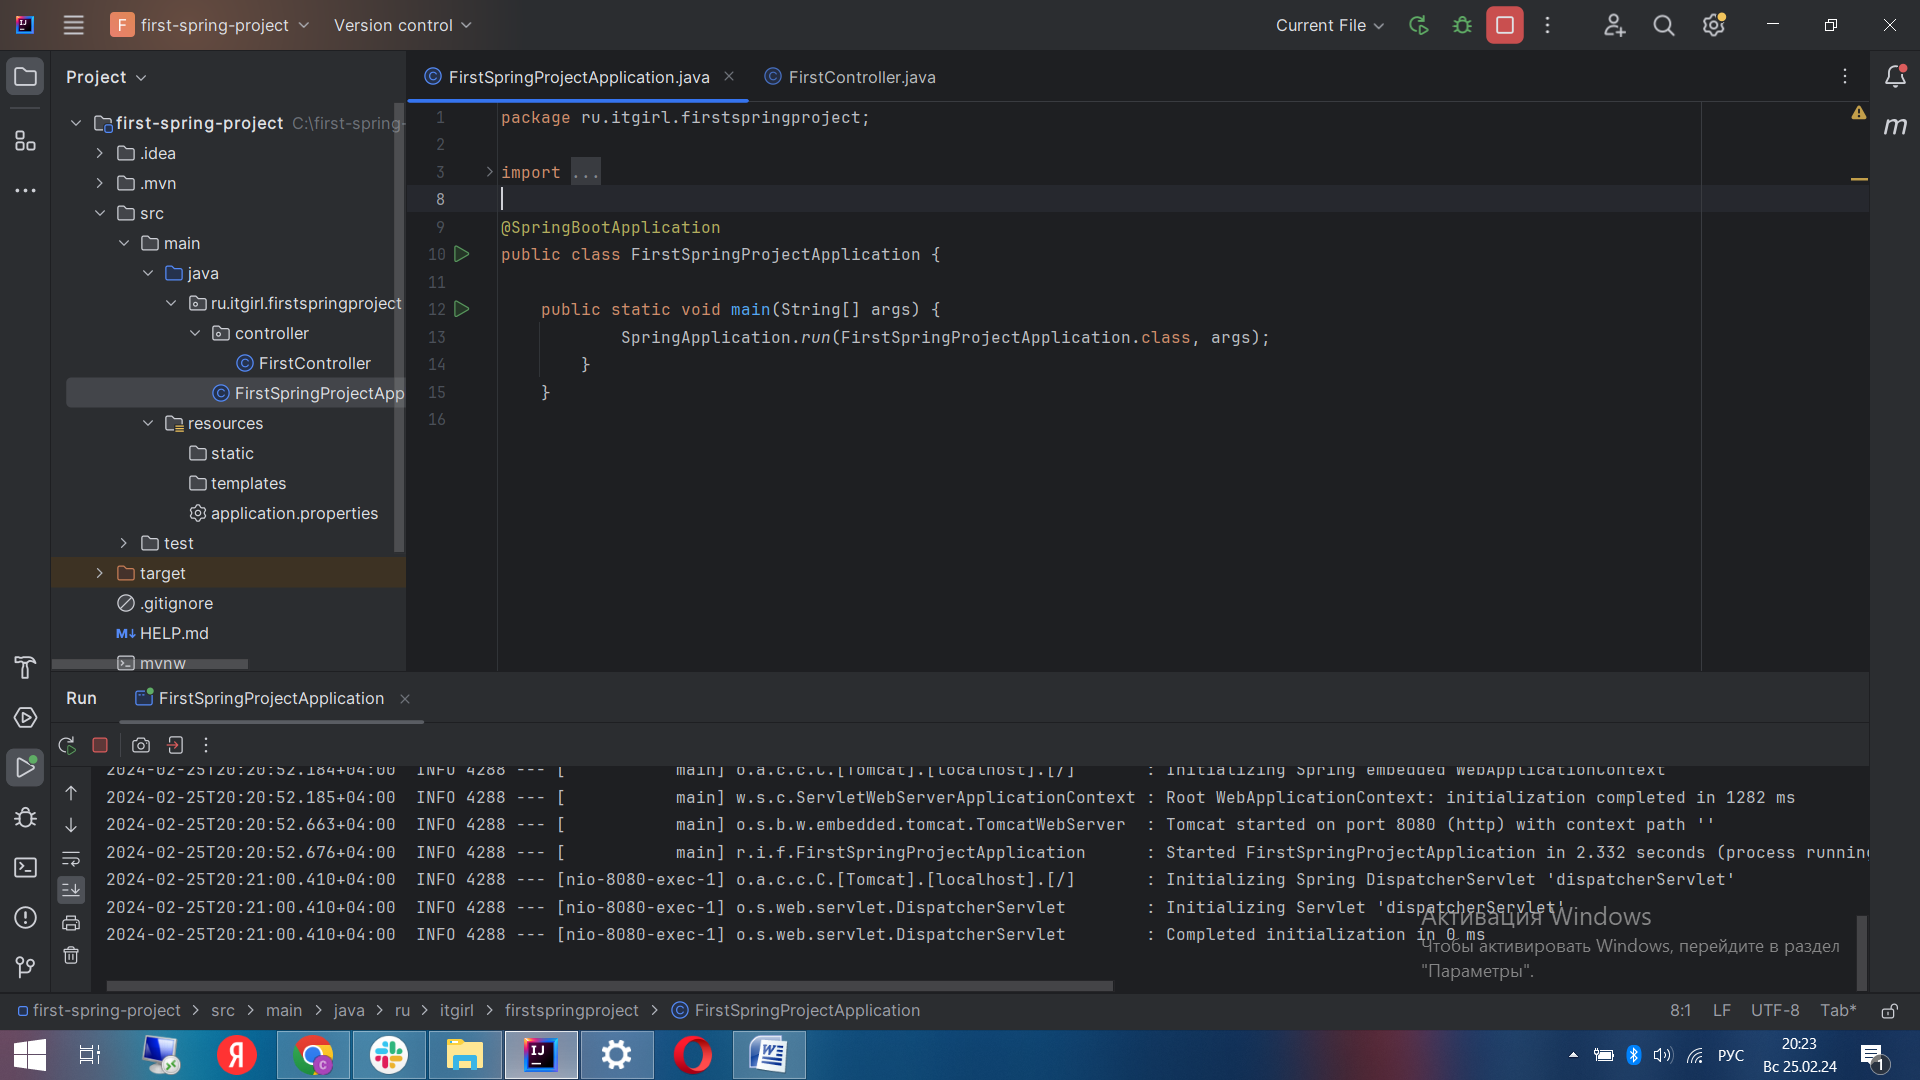 F first-spring-project Version control Current File
Project
FirstSpringProjectApplication.java FirstController.java
first-spring-project C:\first-spring-
.idea
.mvn
src
main
java
ru.itgirl.firstspringproject
controller
FirstController
FirstSpringProjectApp
resources
static
templates
application.properties
test
target
.gitignore
M↓ HELP.md
mvnw
1 package ru.itgirl.firstspringproject;
2
3 import ...
8
9 @SpringBootApplication
10 public class FirstSpringProjectApplication {
11
12 public static void main(String[] args) {
13 SpringApplication.run(FirstSpringProjectApplication.class, args);
14 }
15 }
16
m
Run FirstSpringProjectApplication
2024-02-25T20:20:52.184+04:00 INFO 4288 --- [ main] o.a.c.c.C.[Tomcat].[localhost].[/] : Initializing Spring embedded WebApplicationContext
2024-02-25T20:20:52.185+04:00 INFO 4288 --- [ main] w.s.c.ServletWebServerApplicationContext : Root WebApplicationContext: initialization completed in 1282 ms
2024-02-25T20:20:52.663+04:00 INFO 4288 --- [ main] o.s.b.w.embedded.tomcat.TomcatWebServer : Tomcat started on port 8080 (http) with context path ''
2024-02-25T20:20:52.676+04:00 INFO 4288 --- [ main] r.i.f.FirstSpringProjectApplication : Started FirstSpringProjectApplication in 2.332 seconds (process running
2024-02-25T20:21:00.410+04:00 INFO 4288 --- [nio-8080-exec-1] o.a.c.c.C.[Tomcat].[localhost].[/] : Initializing Spring DispatcherServlet 'dispatcherServlet'
2024-02-25T20:21:00.410+04:00 INFO 4288 --- [nio-8080-exec-1] o.s.web.servlet.DispatcherServlet : Initializing Servlet 'dispatcherServlet'
2024-02-25T20:21:00.410+04:00 INFO 4288 --- [nio-8080-exec-1] o.s.web.servlet.DispatcherServlet : Completed initialization in 0 ms
Активация Windows
Чтобы активировать Windows, перейдите в раздел
"Параметры".
first-spring-project > src > main > java > ru > itgirl > firstspringproject > FirstSpringProjectApplication 8:1 LF UTF-8 Tab*
РУС
20:23
Вс 25.02.24
1